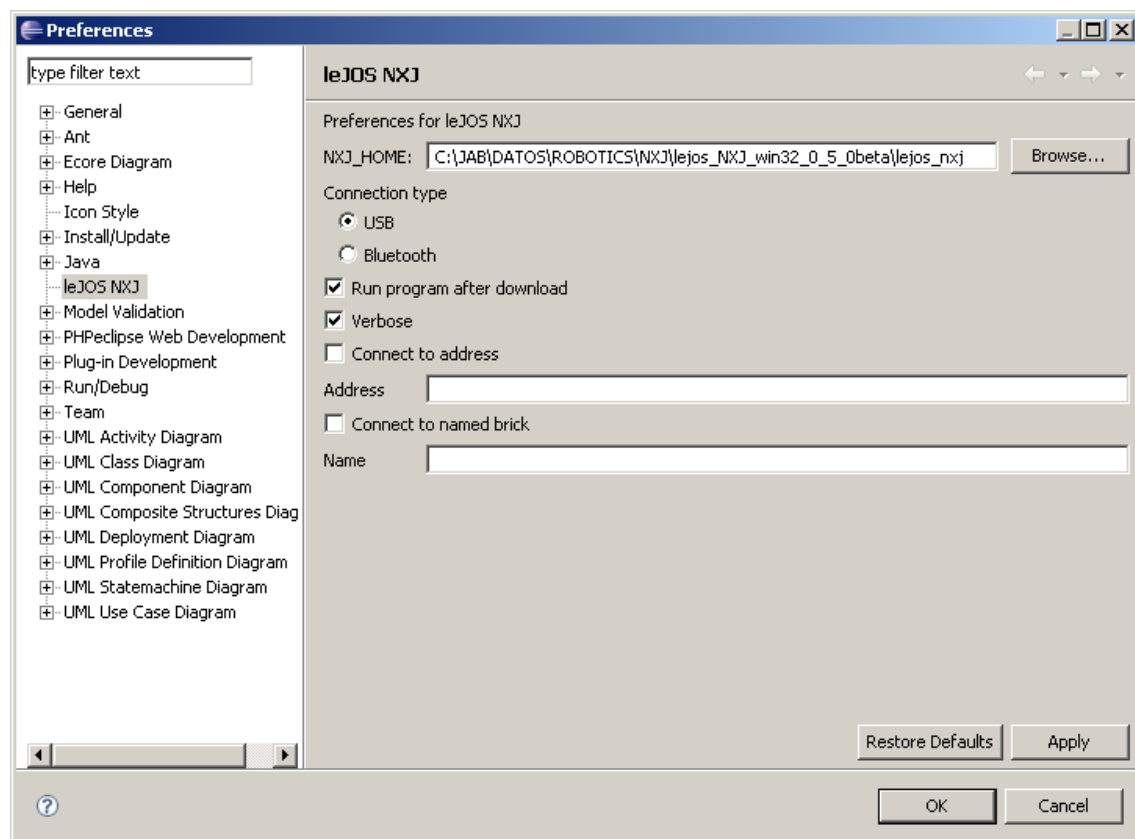 Preferences
type filter text
General
Ant
Ecore Diagram
Help
Icon Style
Install/Update
Java
leJOS NXJ
Model Validation
PHPeclipse Web Development
Plug-in Development
Run/Debug
Team
UML Activity Diagram
UML Class Diagram
UML Component Diagram
UML Composite Structures Diag
UML Deployment Diagram
UML Profile Definition Diagram
UML Statemachine Diagram
UML Use Case Diagram
leJOS NXJ
Preferences for leJOS NXJ
NXJ_HOME: C:\JAB\DATOS\ROBOTICS\NXJ\lejos_NXJ_win32_0_5_0beta\lejos_nxj Browse...
Connection type
USB
Bluetooth
Run program after download
Verbose
Connect to address
Address
Connect to named brick
Name
Restore Defaults Apply
OK Cancel